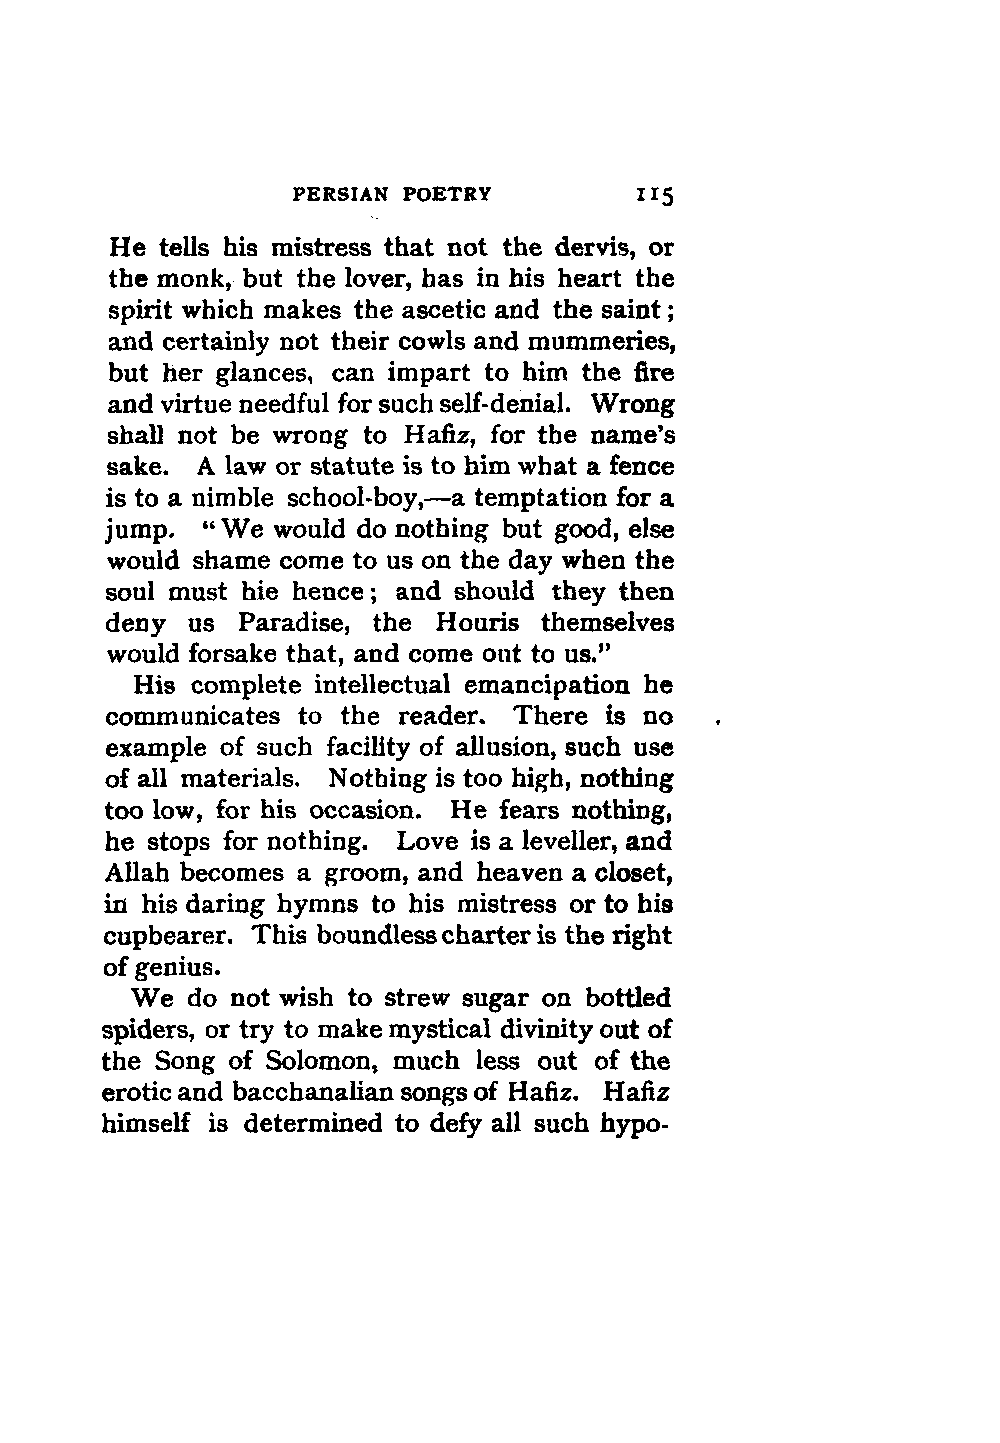 PERSIAN POETRY 115
He tells his mistress that not the dervis, or
the monk, but the lover, has in his heart the
spirit which makes the ascetic and the saint;
and certainly not their cowls and mummeries,
but her glances, can impart to him the fire
and virtue needful for such self-denial. Wrong
shall not be wrong to Hafiz, for the name's
sake. A law or statute is to him what a fence
is to a nimble school-boy,—a temptation for a
jump. "We would do nothing but good, else
would shame come to us on the day when the
soul must hie hence; and should they then
deny us Paradise, the Houris themselves
would forsake that, and come out to us."
His complete intellectual emancipation he
communicates to the reader. There is no
example of such facility of allusion, such use
of all materials. Nothing is too high, nothing
too low, for his occasion. He fears nothing,
he stops for nothing. Love is a leveller, and
Allah becomes a groom, and heaven a closet,
in his daring hymns to his mistress or to his
cupbearer. This boundless charter is the right
of genius.
We do not wish to strew sugar on bottled
spiders, or try to make mystical divinity out of
the Song of Solomon, much less out of the
erotic and bacchanalian songs of Hafiz. Hafiz
himself is determined to defy all such hypo-